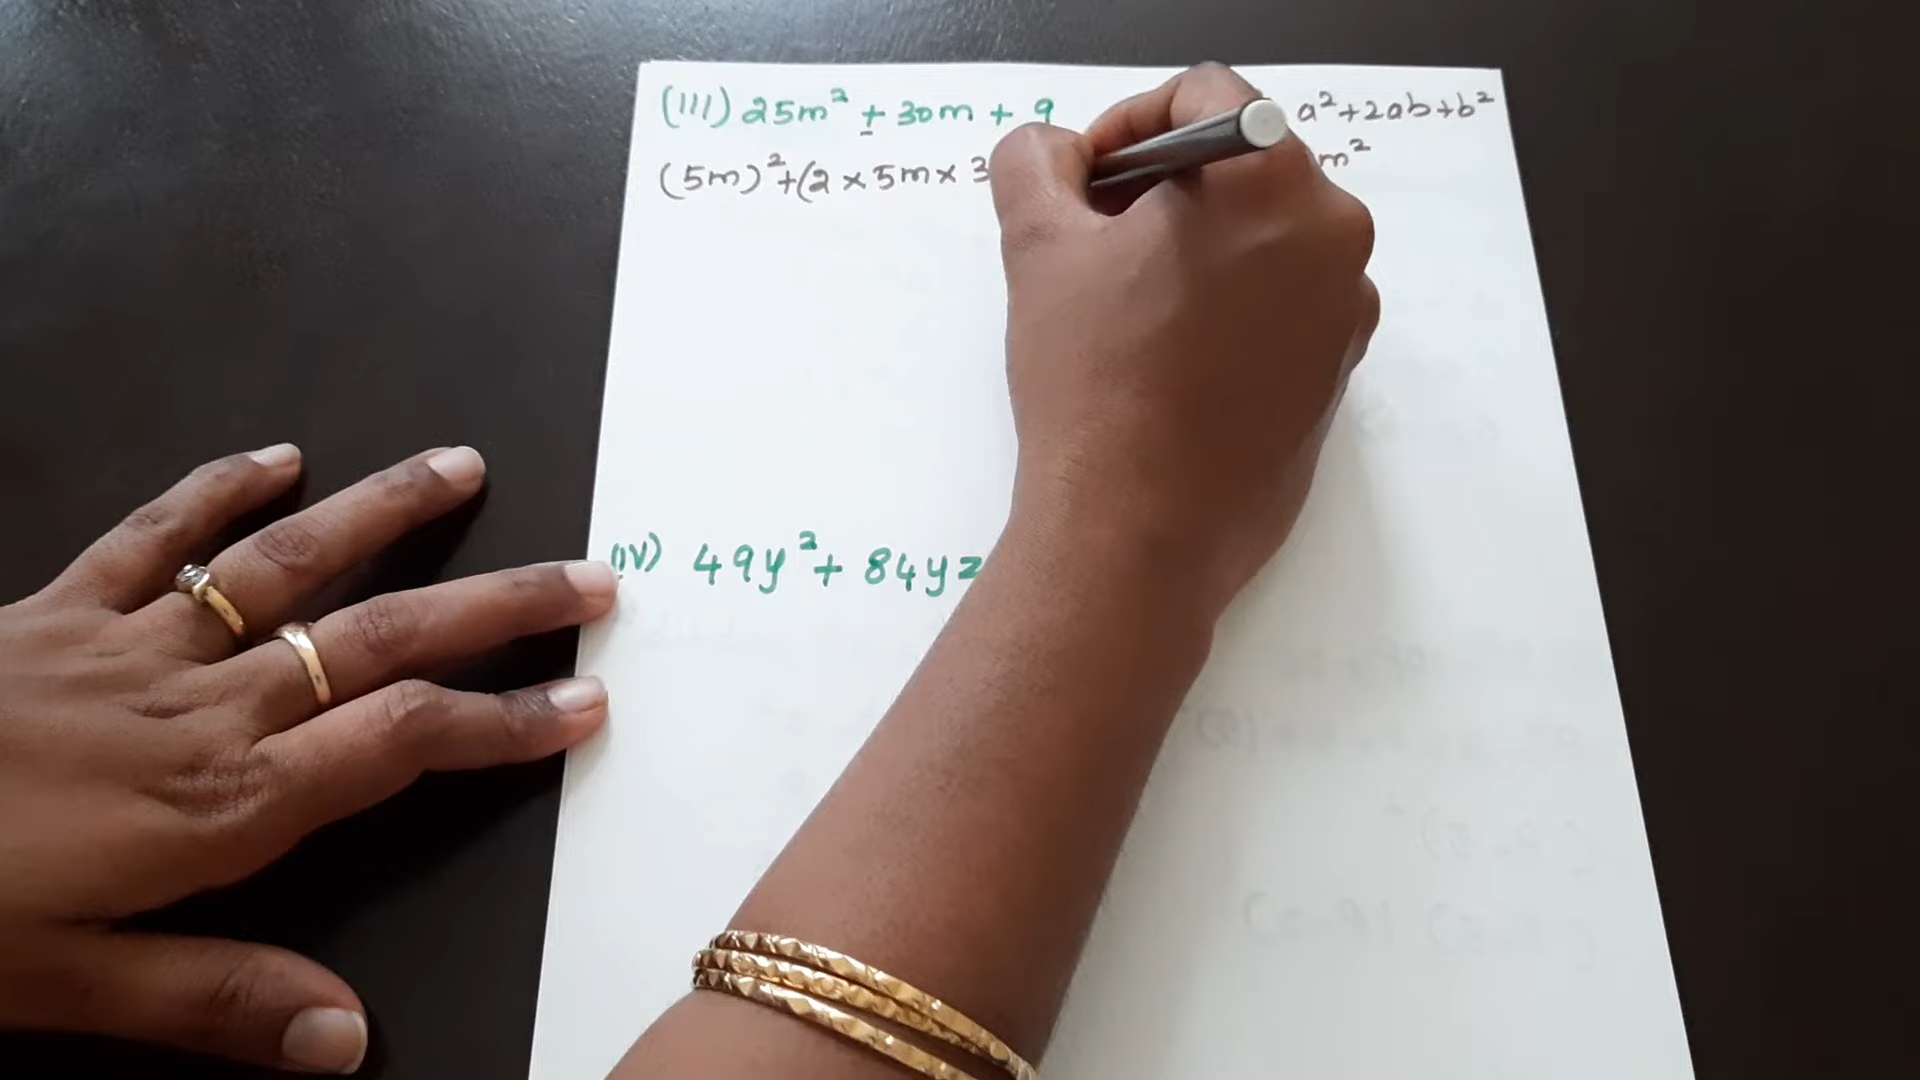 (III) 25m² + 30m + 9 a²+2ab+b²
(5m)²+(2 × 5m × 3 m²
(IV) 49y² + 84yz